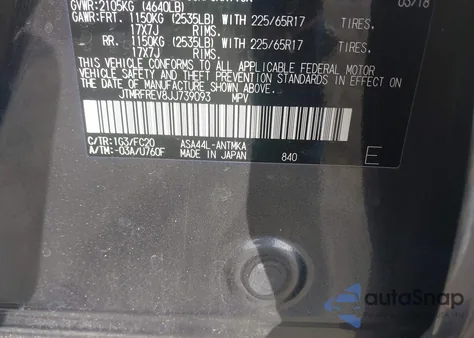 GVWR: 2105KG (4640LB) 03/18
GAWR: FRT. 1150KG (2535LB) WITH 225/65R17 TIRES.
17X7J RIMS.
RR. 1150KG (2535LB) WITH 225/65R17 TIRES.
17X7J RIMS.
THIS VEHICLE CONFORMS TO ALL APPLICABLE FEDERAL MOTOR
VEHICLE SAFETY AND BUMPER STANDARDS IN EFFECT ON
THE DATE OF MANUFACTURE SHOWN ABOVE.
JTMRFREV8JJ739093 MPV
C/TR: 1G3/FC20 ASA44L-ANTMKA
A/TM: -03A/U760F MADE IN JAPAN 840 E
autoSnap